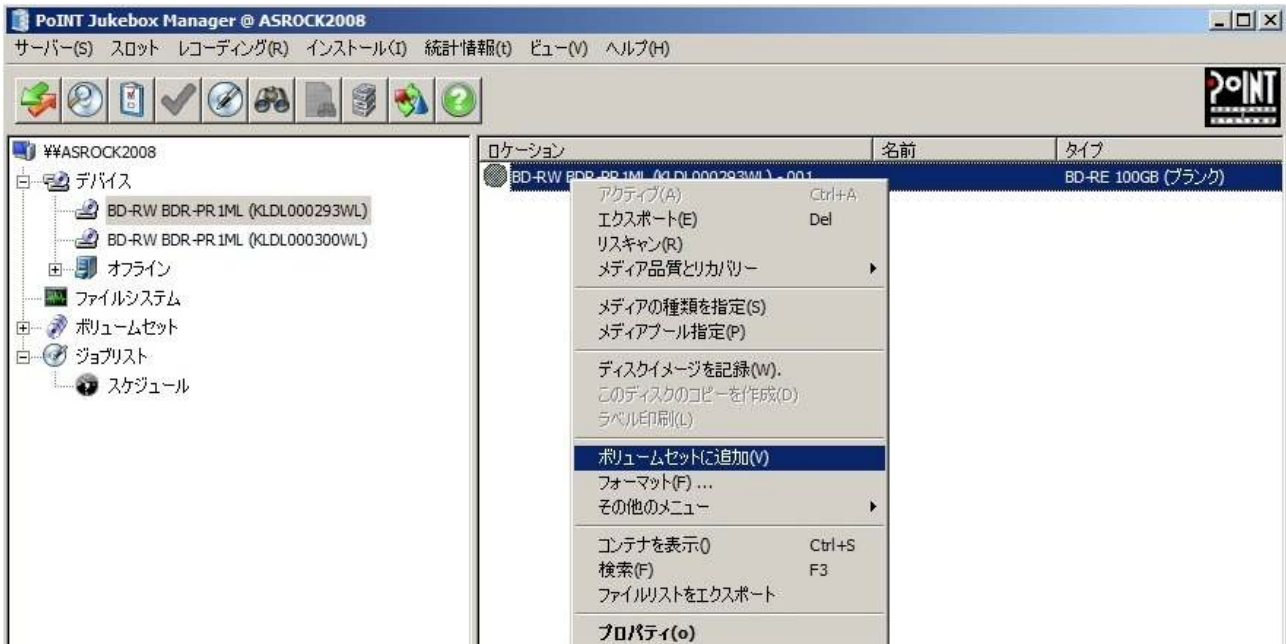 PoINT Jukebox Manager @ ASROCK2008
サーバー(S) スロット レコーディング(R) インストール(I) 統計情報(t) ビュー(V) ヘルプ(H)
PoINT
¥¥ASROCK2008
デバイス
BD-RW BDR-PR1ML (KLDL000293WL)
BD-RW BDR-PR1ML (KLDL000300WL)
オフライン
ファイルシステム
ボリュームセット
ジョブリスト
スケジュール
ロケーション 名前 タイプ
BD-RW BDR-PR1ML (KLDL000293WL) - 001 BD-RE 100GB (ブランク)
アクティブ(A) Ctrl+A
エクスポート(E) Del
リスキャン(R)
メディア品質とリカバリー
メディアの種類を指定(S)
メディアプール指定(P)
ディスクイメージを記録(W).
このディスクのコピーを作成(D)
ラベル印刷(L)
ボリュームセットに追加(V)
フォーマット(F) ...
その他のメニュー
コンテナを表示() Ctrl+S
検索(F) F3
ファイルリストをエクスポート
プロパティ(o)